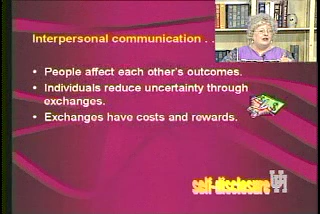 Interpersonal communication . .
• People affect each other's outcomes.
• Individuals reduce uncertainty through
exchanges.
• Exchanges have costs and rewards.
self-disclosure